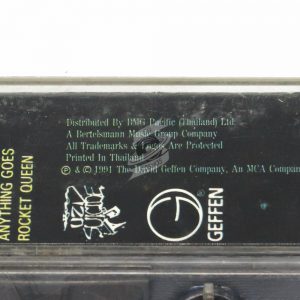 Distributed By BMG Pacific (Thailand) Ltd.
A Bertelsmann Music Group Company
All Trademarks & Logos Are Protected
Printed In Thailand
℗ & © 1991 The David Geffen Company, An MCA Compa
ANYTHING GOES
ROCKET QUEEN
GEFFEN